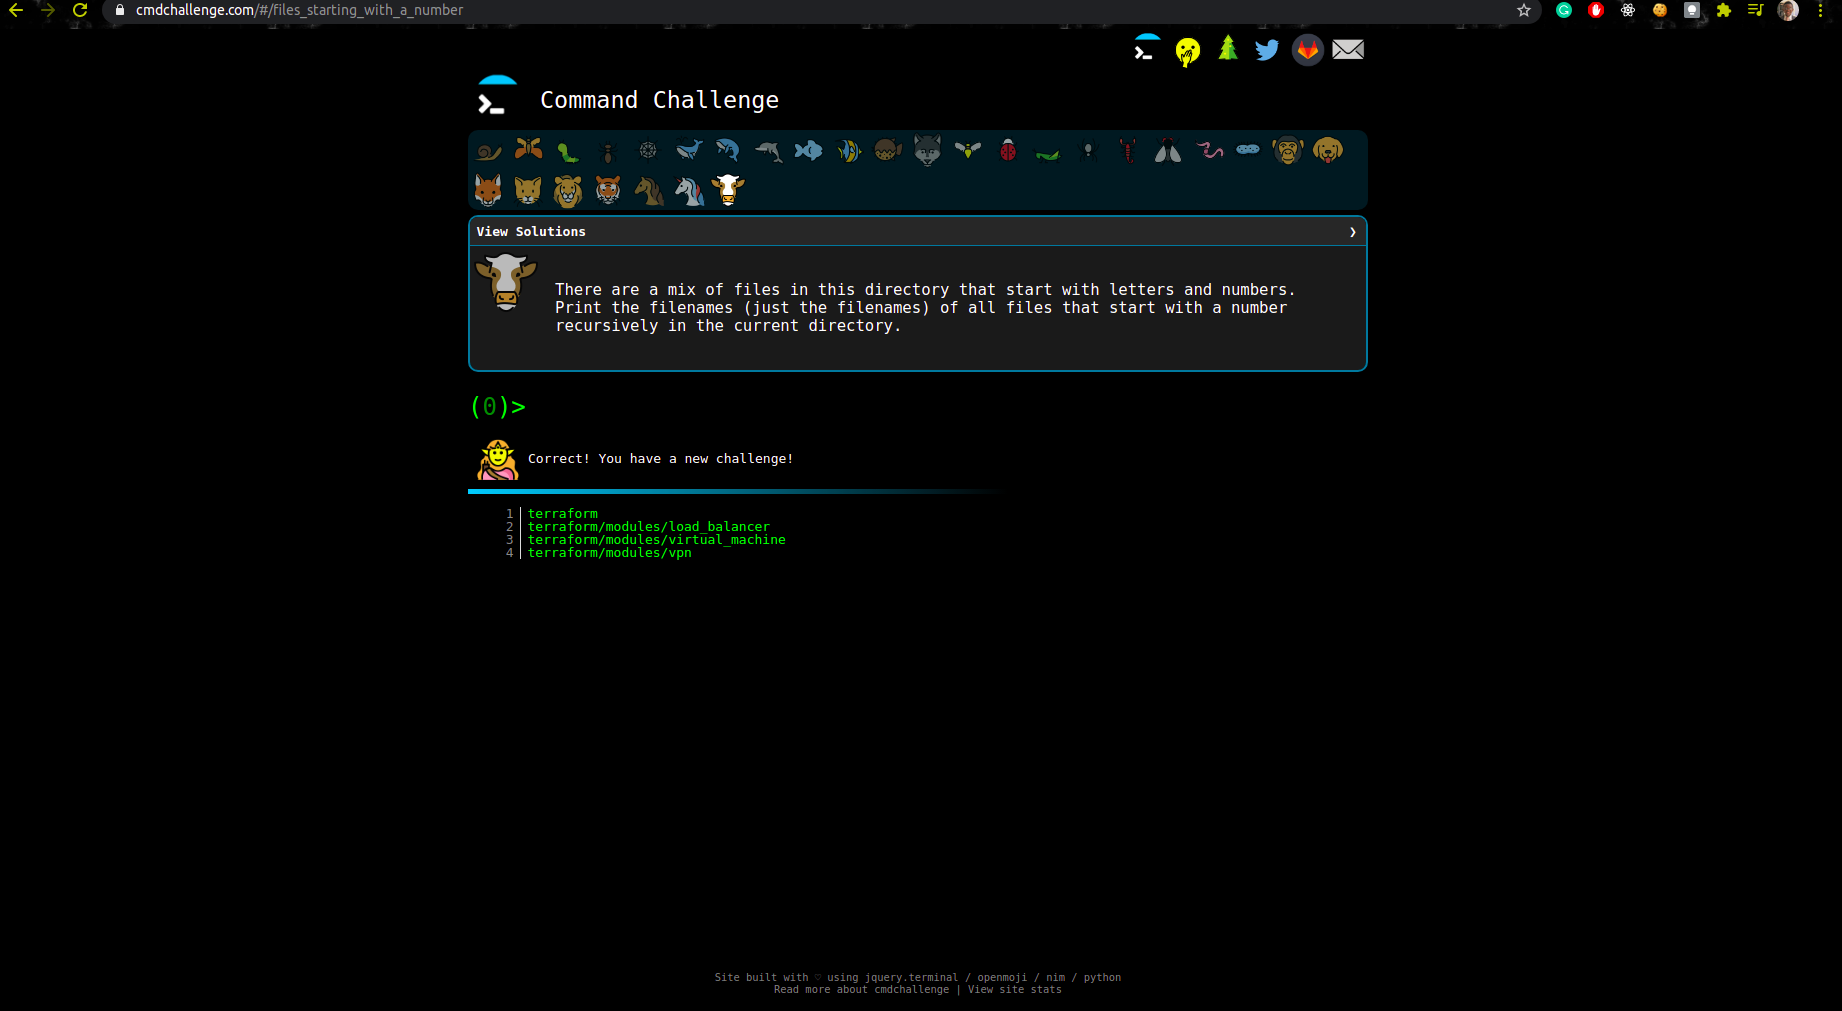 cmdchallenge.com/#/files_starting_with_a_number
Command Challenge
View Solutions
There are a mix of files in this directory that start with letters and numbers.
Print the filenames (just the filenames) of all files that start with a number
recursively in the current directory.
(0)>
Correct! You have a new challenge!
1 terraform
2 terraform/modules/load_balancer
3 terraform/modules/virtual_machine
4 terraform/modules/vpn
Site built with ♡ using jquery.terminal / openmoji / nim / python
Read more about cmdchallenge | View site stats